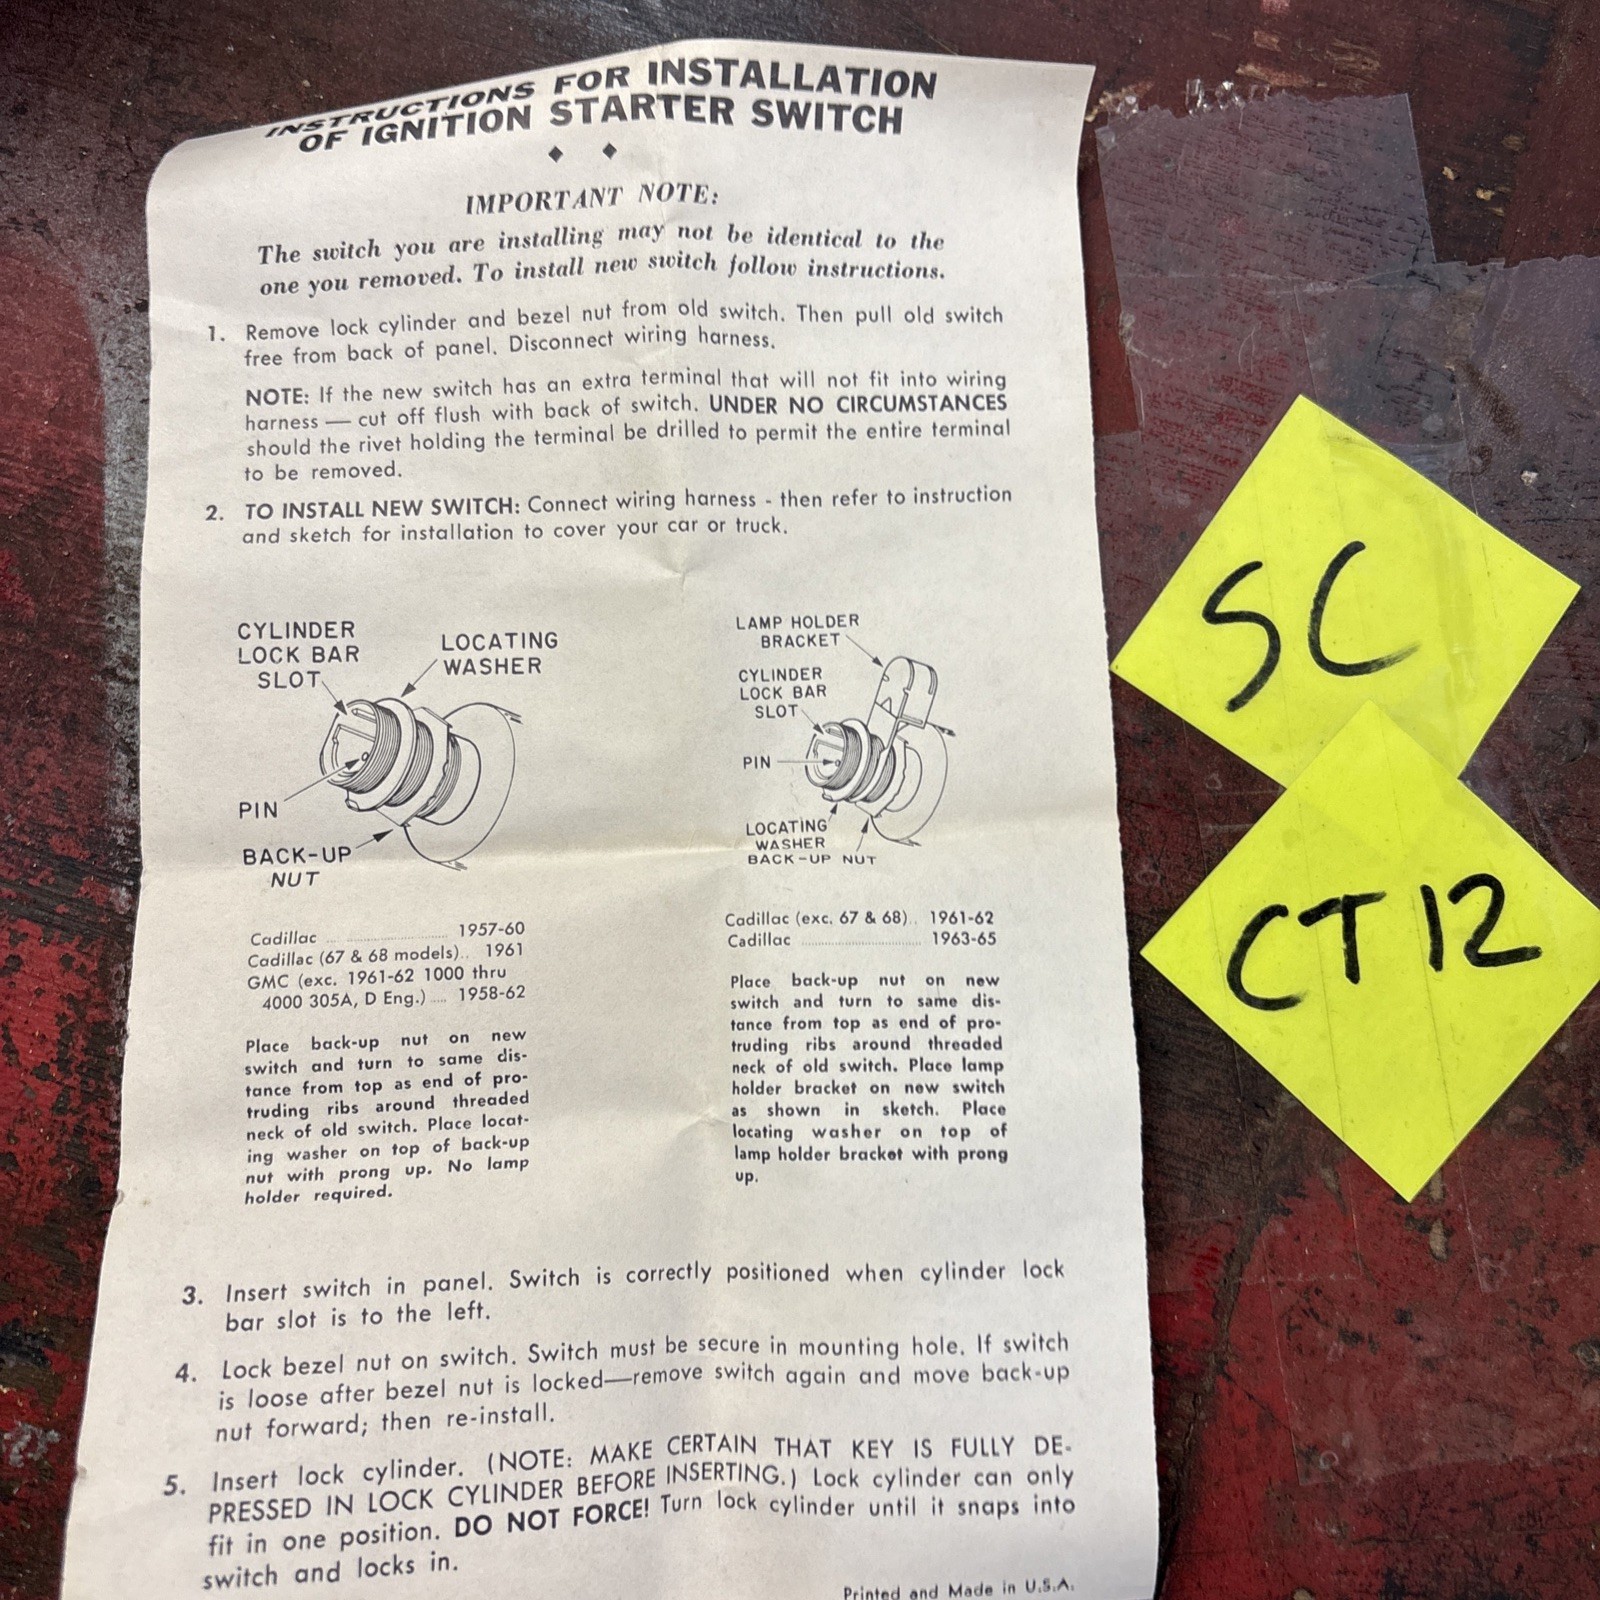 INSTRUCTIONS FOR INSTALLATION
OF IGNITION STARTER SWITCH
IMPORTANT NOTE:
The switch you are installing may not be identical to the
one you removed. To install new switch follow instructions.
1. Remove lock cylinder and bezel nut from old switch. Then pull old switch
free from back of panel. Disconnect wiring harness.
NOTE: If the new switch has an extra terminal that will not fit into wiring
harness — cut off flush with back of switch. UNDER NO CIRCUMSTANCES
should the rivet holding the terminal be drilled to permit the entire terminal
to be removed.
2. TO INSTALL NEW SWITCH: Connect wiring harness - then refer to instruction
and sketch for installation to cover your car or truck.
CYLINDER
LOCK BAR
SLOT
LOCATING
WASHER
PIN
BACK-UP
NUT
Cadillac ........ 1957-60
Cadillac (67 & 68 models).. 1961
GMC (exc. 1961-62 1000 thru
4000 305A, D Eng.) .... 1958-62
Place back-up nut on new
switch and turn to same dis-
tance from top as end of pro-
truding ribs around threaded
neck of old switch. Place locat-
ing washer on top of back-up
nut with prong up. No lamp
holder required.
LAMP HOLDER
BRACKET
CYLINDER
LOCK BAR
SLOT
PIN
LOCATING
WASHER
BACK-UP NUT
Cadillac (exc. 67 & 68).. 1961-62
Cadillac ........ 1963-65
Place back-up nut on new
switch and turn to same dis-
tance from top as end of pro-
truding ribs around threaded
neck of old switch. Place lamp
holder bracket on new switch
as shown in sketch. Place
locating washer on top of
lamp holder bracket with prong
up.
3. Insert switch in panel. Switch is correctly positioned when cylinder lock
bar slot is to the left.
4. Lock bezel nut on switch. Switch must be secure in mounting hole. If switch
is loose after bezel nut is locked—remove switch again and move back-up
nut forward; then re-install.
5. Insert lock cylinder. (NOTE: MAKE CERTAIN THAT KEY IS FULLY DE-
PRESSED IN LOCK CYLINDER BEFORE INSERTING.) Lock cylinder can only
fit in one position. DO NOT FORCE! Turn lock cylinder until it snaps into
switch and locks in.
Printed and Made in U.S.A.
SC
CT12